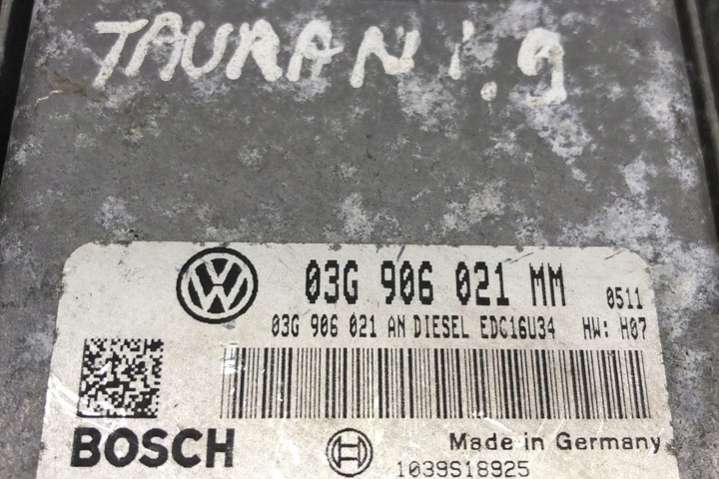 TAURAN 1.9
03G 906 021 MM 0511
03G 906 021 AN DIESEL EDC16U34 HW: H07
BOSCH Made in Germany
1039S18925